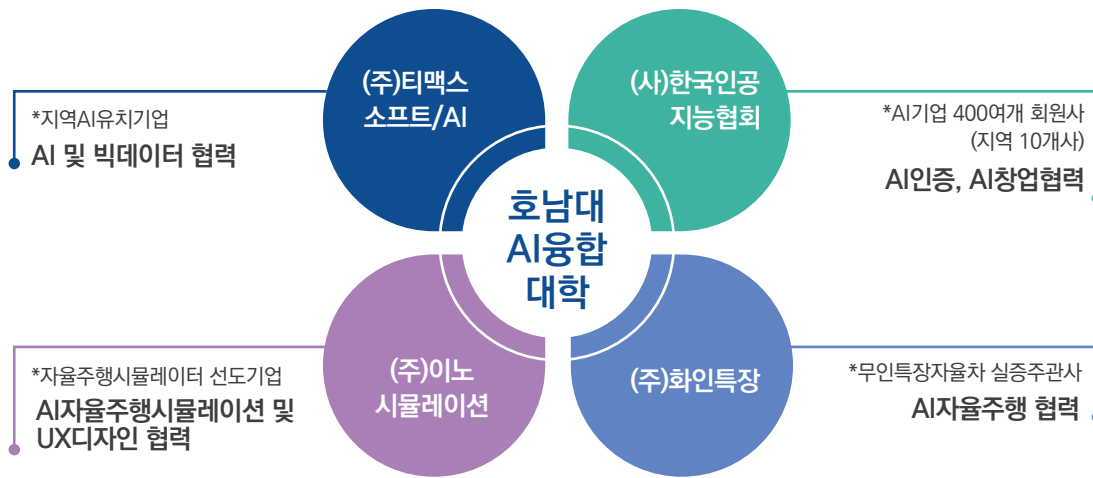 (주)티맥스
소프트/AI
(사)한국인공
지능협회
*지역AI유치기업
AI 및 빅데이터 협력
*AI기업 400여개 회원사
(지역 10개사)
AI인증, AI창업협력
호남대
AI융합
대학
(주)이노
시뮬레이션
(주)화인특장
*자율주행시뮬레이터 선도기업
AI자율주행시뮬레이션 및
UX디자인 협력
*무인특장자율차 실증주관사
AI자율주행 협력